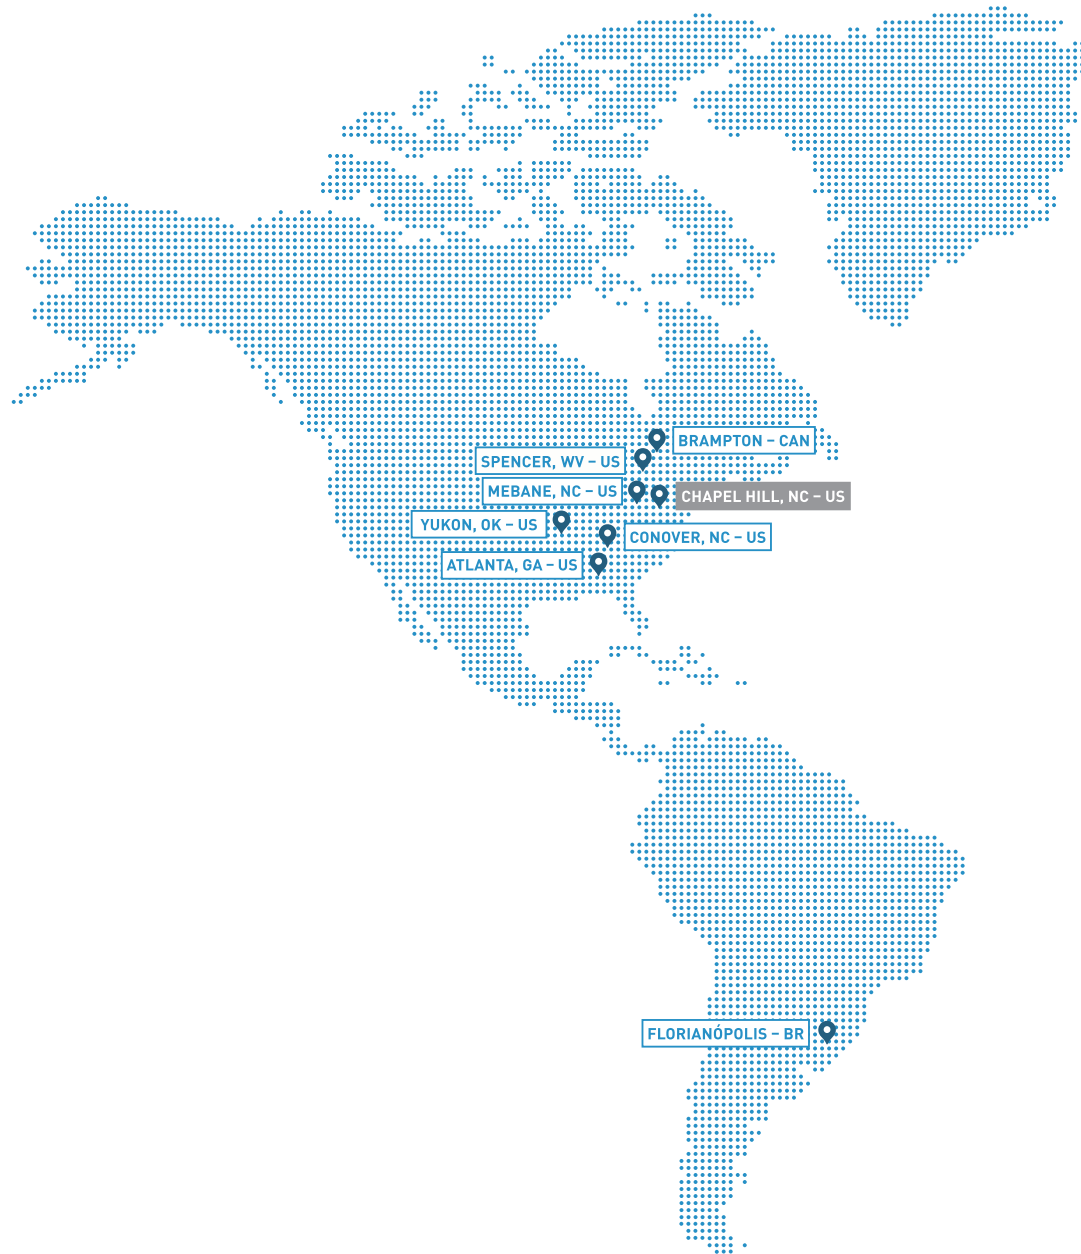 BRAMPTON – CAN
SPENCER, WV – US
MEBANE, NC – US
CHAPEL HILL, NC – US
YUKON, OK – US
CONOVER, NC – US
ATLANTA, GA – US
FLORIANÓPOLIS – BR